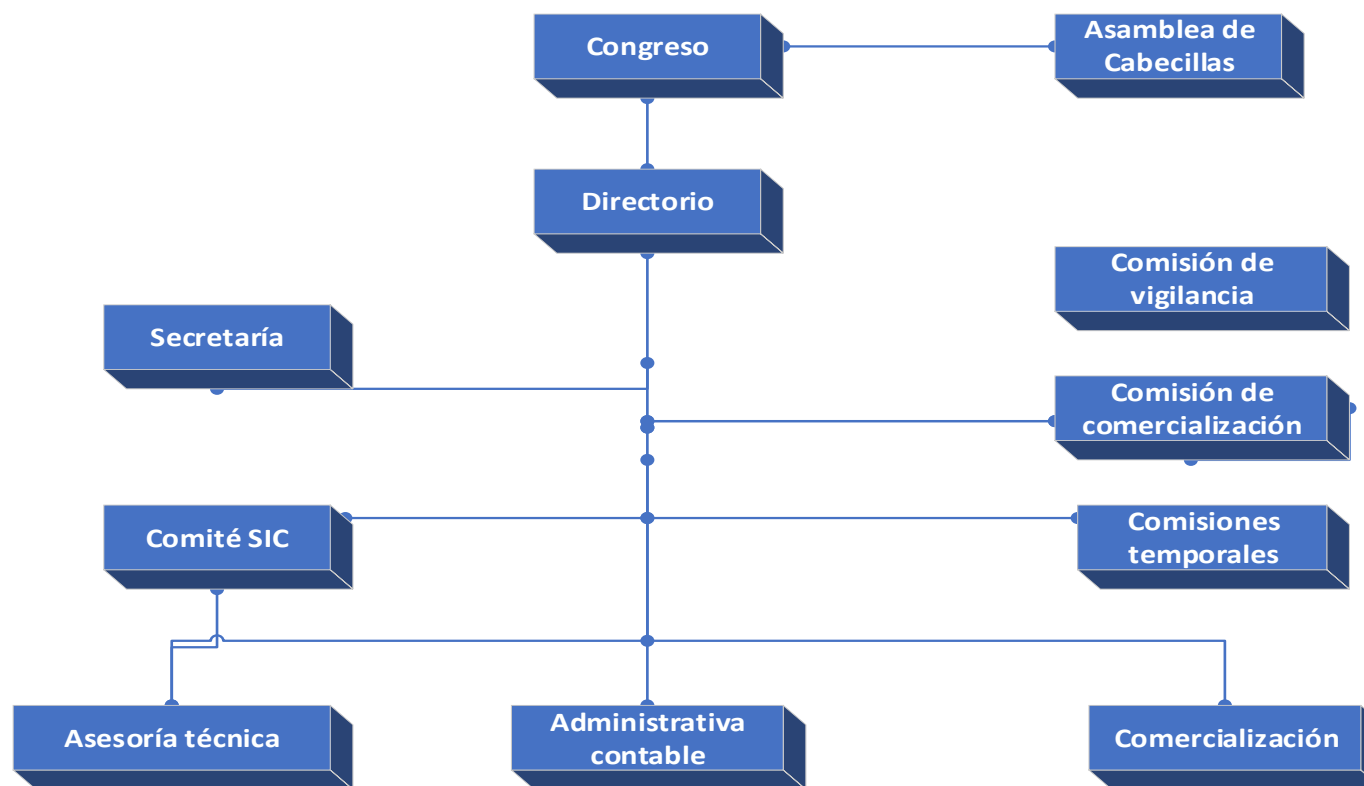 Congreso
Asamblea de
Cabecillas
Directorio
Comisión de
vigilancia
Secretaría
Comisión de
comercialización
Comité SIC
Comisiones
temporales
Asesoría técnica
Administrativa
contable
Comercialización